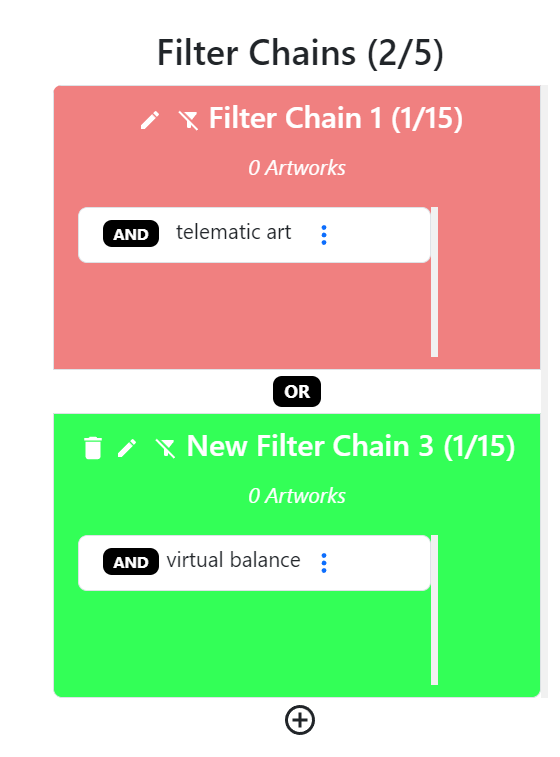 Filter Chains (2/5)
Filter Chain 1 (1/15)
0 Artworks
AND telematic art
OR
New Filter Chain 3 (1/15)
0 Artworks
AND virtual balance